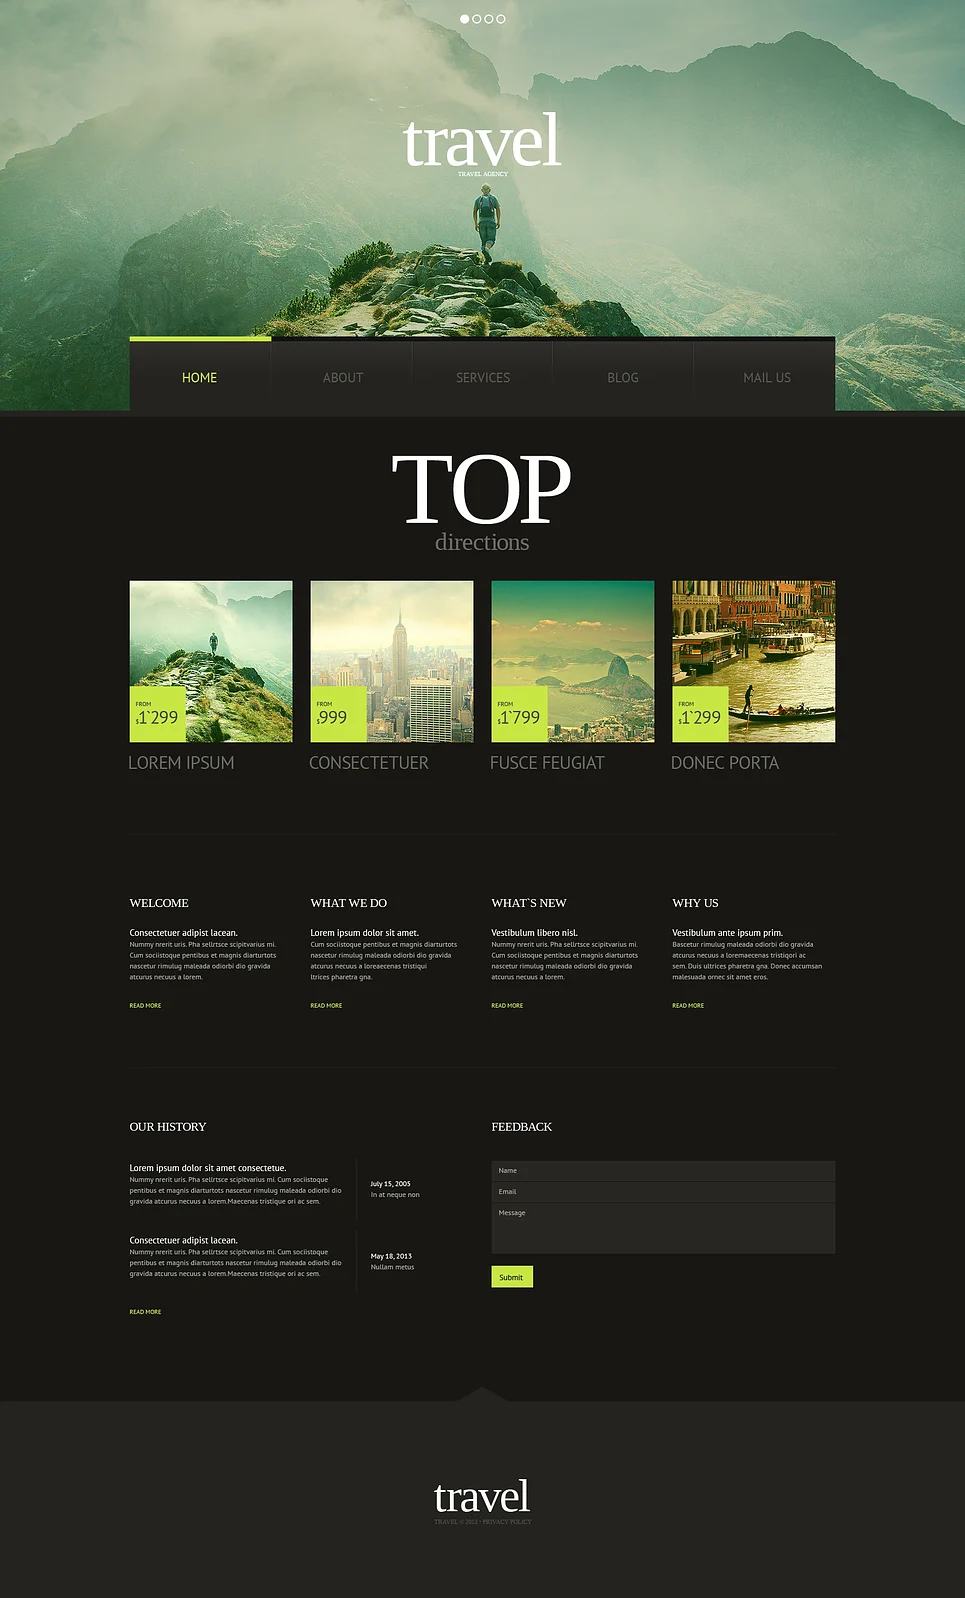 travel
TRAVEL AGENCY
HOME ABOUT SERVICES BLOG MAIL US
TOP
directions
FROM
$1`299
FROM
$999
FROM
$1`799
FROM
$1`299
LOREM IPSUM CONSECTETUER FUSCE FEUGIAT DONEC PORTA
WELCOME
Consectetuer adipist lacean.
Nummy nrerit uris. Pha sellrtsce scipitvarius mi.
Cum sociistoque pentibus et magnis diarturtots
nascetur rimulug maleada odiorbi dio gravida
atcurus necuus a lorem.
READ MORE
WHAT WE DO
Lorem ipsum dolor sit amet.
Cum sociistoque pentibus et magnis diarturtots
nascetur rimulug maleada odiorbi dio gravida
atcurus necuus a loreaecenas tristiqui
ltrices pharetra gna.
READ MORE
WHAT`S NEW
Vestibulum libero nisl.
Nummy nrerit uris. Pha sellrtsce scipitvarius mi.
Cum sociistoque pentibus et magnis diarturtots
nascetur rimulug maleada odiorbi dio gravida
atcurus necuus a lorem.
READ MORE
WHY US
Vestibulum ante ipsum prim.
Bascetur rimulug maleada odiorbi dio gravida
atcurus necuus a loremaecenas tristiqori ac
sem. Duis ultrices pharetra gna. Donec accumsan
malesuada ornec sit amet eros.
READ MORE
OUR HISTORY
Lorem ipsum dolor sit amet consectetue.
Nummy nrerit uris. Pha sellrtsce scipitvarius mi. Cum sociistoque
pentibus et magnis diarturtots nascetur rimulug maleada odiorbi dio
gravida atcurus necuus a lorem.Maecenas tristique ori ac sem.
July 15, 2005
In at neque non
Consectetuer adipist lacean.
Nummy nrerit uris. Pha sellrtsce scipitvarius mi. Cum sociistoque
pentibus et magnis diarturtots nascetur rimulug maleada odiorbi dio
gravida atcurus necuus a lorem.Maecenas tristique ori ac sem.
May 18, 2013
Nullam metus
READ MORE
FEEDBACK
Name
Email
Message
Submit
travel
TRAVEL © 2013 • PRIVACY POLICY